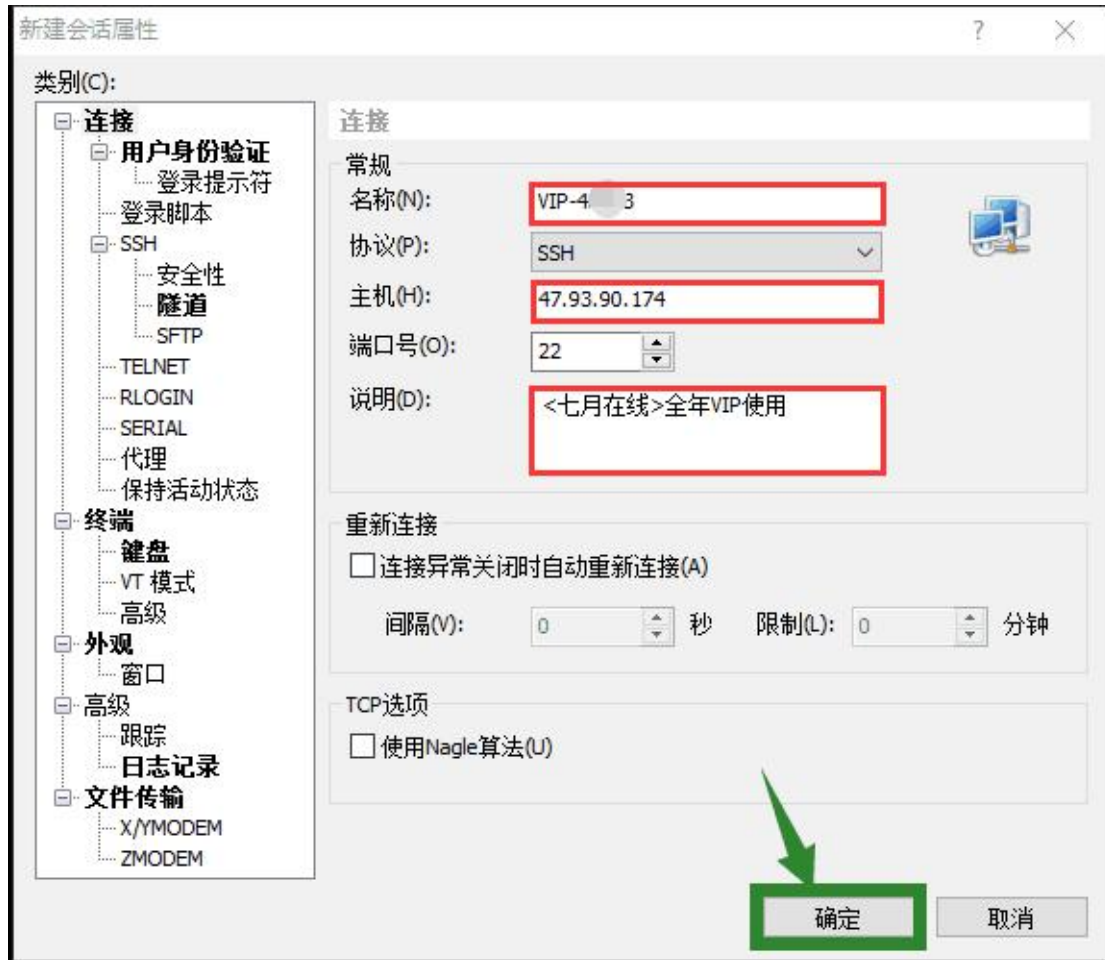 新建会话属性
?
类别(C):
连接
用户身份验证
登录提示符
登录脚本
SSH
安全性
隧道
SFTP
TELNET
RLOGIN
SERIAL
代理
保持活动状态
终端
键盘
VT 模式
高级
外观
窗口
高级
跟踪
日志记录
文件传输
X/YMODEM
ZMODEM
连接
常规
名称(N):
VIP-4 3
协议(P):
SSH
主机(H):
47.93.90.174
端口号(O):
22
说明(D):
<七月在线>全年VIP使用
重新连接
连接异常关闭时自动重新连接(A)
间隔(V): 0 秒 限制(L): 0 分钟
TCP选项
使用Nagle算法(U)
确定 取消